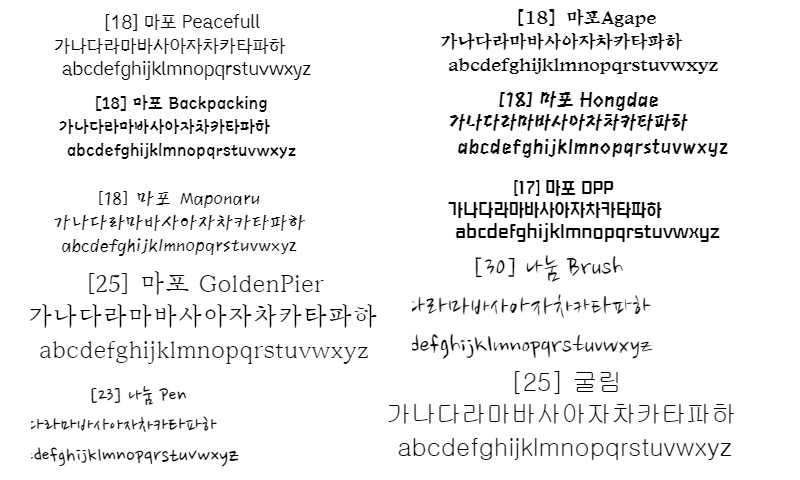 [18] 마포 Peacefull
가나다라마바사아자차카타파하
abcdefghijklmnopqrstuvwxyz
[18] 마포Agape
가나다라마바사아자차카타파하
abcdefghijklmnopqrstuvwxyz
[18] 마포 Backpacking
가나다라마바사아자차카타파하
abcdefghijklmnopqrstuvwxyz
[18] 마포 Hongdae
가나다라마바사아자차카타파하
abcdefghijklmnopqrstuvwxyz
[18] 마포 Maponaru
가나다라마바사아자차카타파하
abcdefghijklmnopqrstuvwxyz
[17] 마포 DPP
가나다라마바사아자차카타파하
abcdefghijklmnopqrstuvwxyz
[25] 마포 GoldenPier
가나다라마바사아자차카타파하
abcdefghijklmnopqrstuvwxyz
[30] 나눔 Brush
다라마바사아자차카타파하
defghijklmnopqrstuvwxyz
[23] 나눔 Pen
다라마바사아자차카타파하
defghijklmnopqrstuvwxyz
[25] 굴림
가나다라마바사아자차카타파하
abcdefghijklmnopqrstuvwxyz